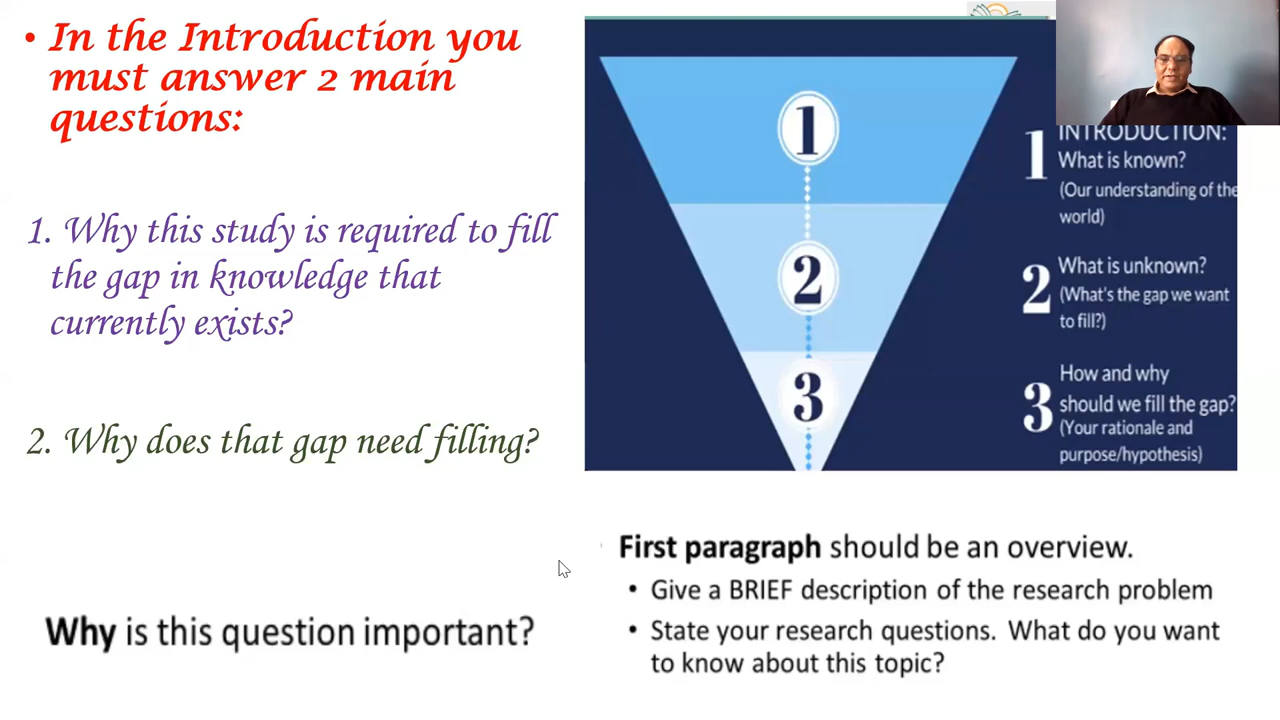 • In the Introduction you
must answer 2 main
questions:
1. Why this study is required to fill
the gap in knowledge that
currently exists?
2. Why does that gap need filling?
Why is this question important?
1
2
3
1 INTRODUCTION:
What is known?
(Our understanding of the
world)
2 What is unknown?
(What's the gap we want
to fill?)
3 How and why
should we fill the gap?
(Your rationale and
purpose/hypothesis)
First paragraph should be an overview.
• Give a BRIEF description of the research problem
• State your research questions. What do you want
to know about this topic?